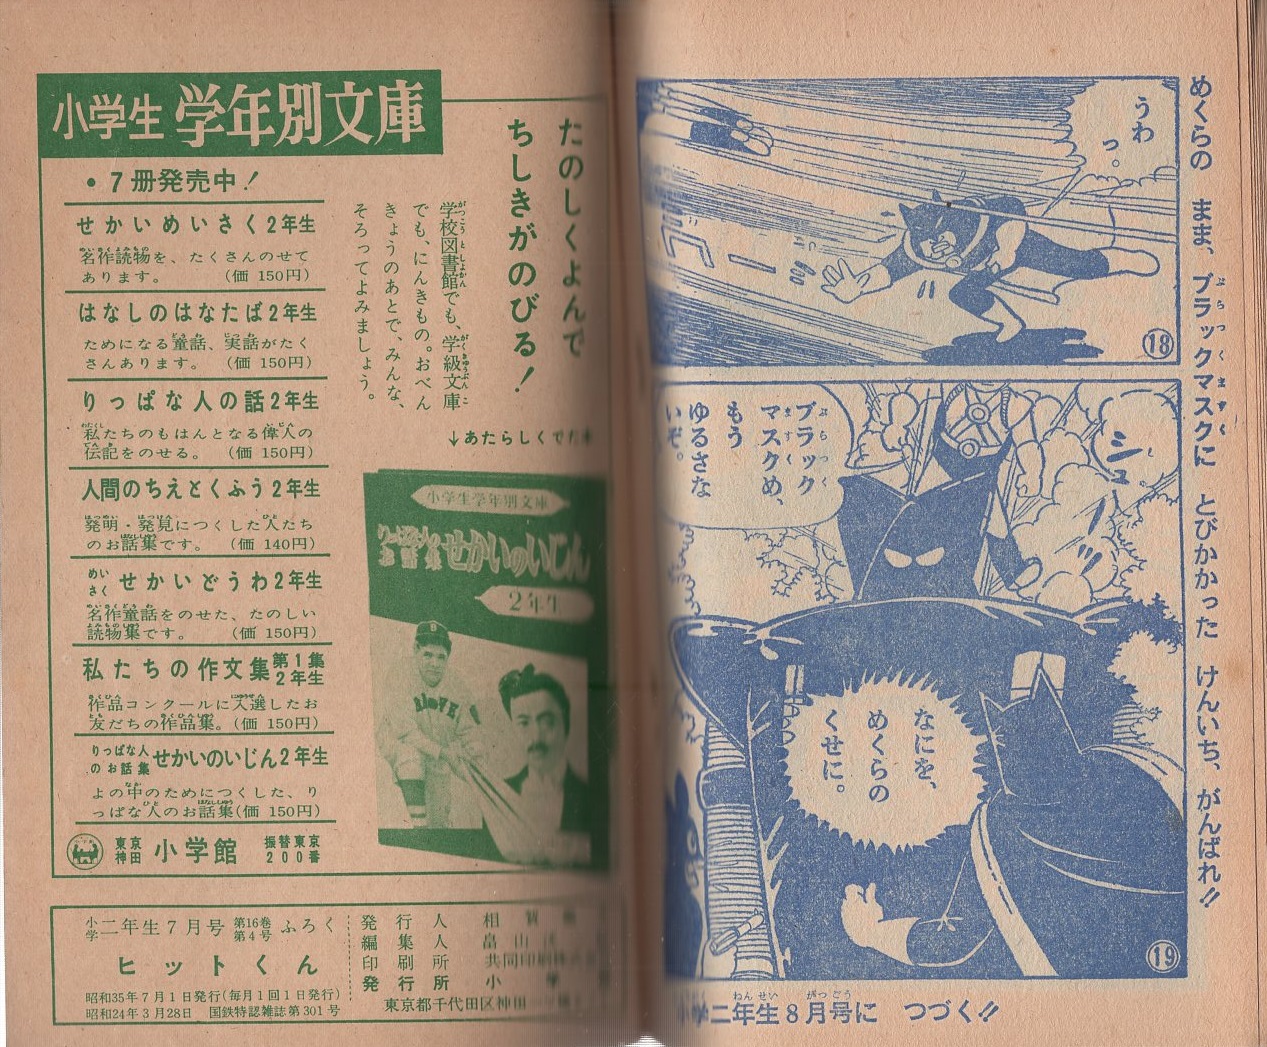 めくらの まま、ブラックマスクに とびかかった けんいち、がんばれ!!
うわっ。
ゴーッ
18
シュ
ブラック
マスクめ、
もう
ゆるさな
いぞ。
なにを、
めくらの
くせに。
19
小学二年生8月号に つづく!!
小学生 学年別文庫
・7冊発売中!
たのしくよんで
ちしきがのびる!
学校図書館でも、学級文庫
でも、にんきもの。おべん
きょうのあとで、みんな、
そろってよみましょう。
↓あたらしくでた
せかいめいさく2年生
名作読物を、たくさんのせて
あります。 (価 150円)
はなしのはなたば2年生
ためになる童話、実話がたく
さんあります。 (価 150円)
りっぱな人の話2年生
私たちのもはんとなる偉人の
伝記をのせる。 (価 150円)
人間のちえとくふう2年生
発明・発見につくした人たち
のお話集です。 (価 140円)
めいさく せかいどうわ2年生
名作童話をのせた、たのしい
読物集です。 (価 150円)
私たちの作文集 第1集 2年生
作品コンクールに入選したお
友だちの作品集。(価 150円)
りっぱな人のお話集 せかいのいじん2年生
よの中のためにつくした、り
っぱな人のお話集(価 150円)
東京神田 小学館 振替東京200番
小学生学年別文庫
りっぱな人のお話集 せかいのいじん
2年生
小学二年生7月号 第16巻第4号 ふろく
ヒットくん
昭和35年7月1日発行(毎月1回1日発行)
昭和24年3月28日 国鉄特認雑誌第301号
発行人 相賀
編集人 畠山
印刷所 共同印刷株式
発行所 小学
東京都千代田区神田一ツ橋